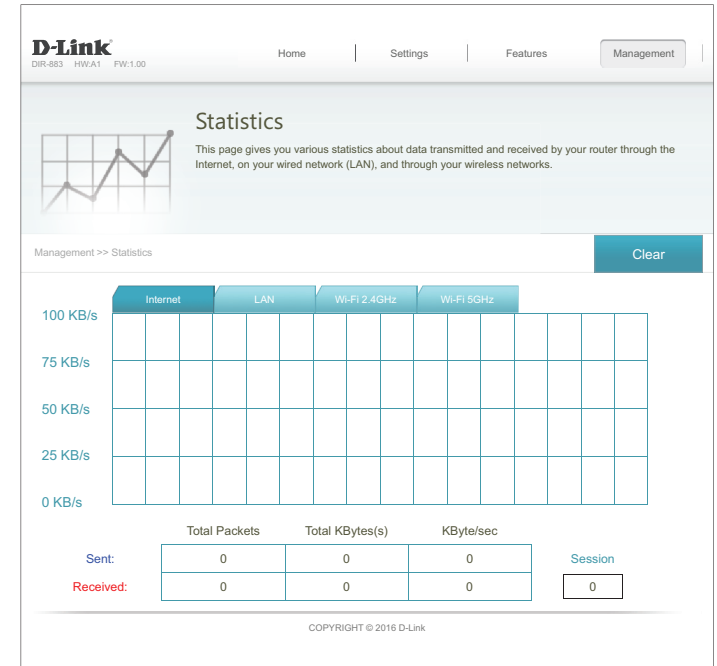 D-Link
DIR-883 HW:A1 FW:1.00
Home Settings Features Management
Statistics
This page gives you various statistics about data transmitted and received by your router through the
Internet, on your wired network (LAN), and through your wireless networks.
Management >> Statistics
Clear
Internet LAN Wi-Fi 2.4GHz Wi-Fi 5GHz
100 KB/s
75 KB/s
50 KB/s
25 KB/s
0 KB/s
Total Packets Total KBytes(s) KByte/sec
Sent: 0 0 0 Session
Received: 0 0 0 0
COPYRIGHT © 2016 D-Link